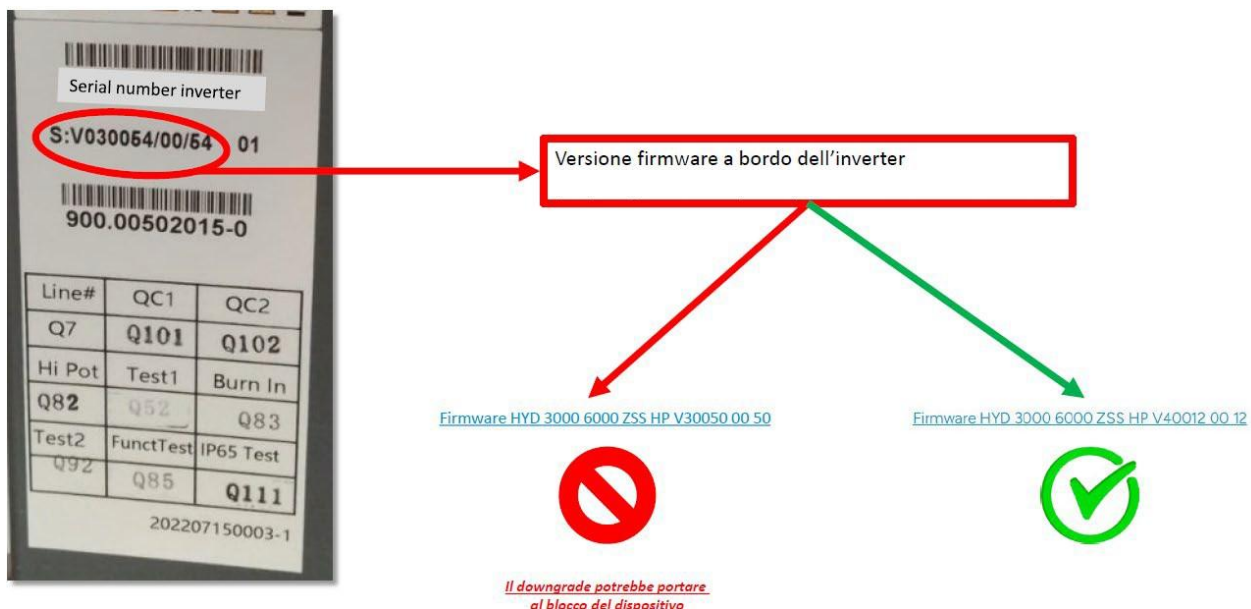 Serial number inverter
S:V030054/00/54 01
900.00502015-0
Line# QC1 QC2
Q7 Q101 Q102
Hi Pot Test1 Burn In
Q82 Q52 Q83
Test2 FunctTest IP65 Test
Q92 Q85 Q111
202207150003-1
Versione firmware a bordo dell'inverter
Firmware HYD 3000 6000 ZSS HP V30050 00 50
Firmware HYD 3000 6000 ZSS HP V40012 00 12
Il downgrade potrebbe portare
al blocco del dispositivo